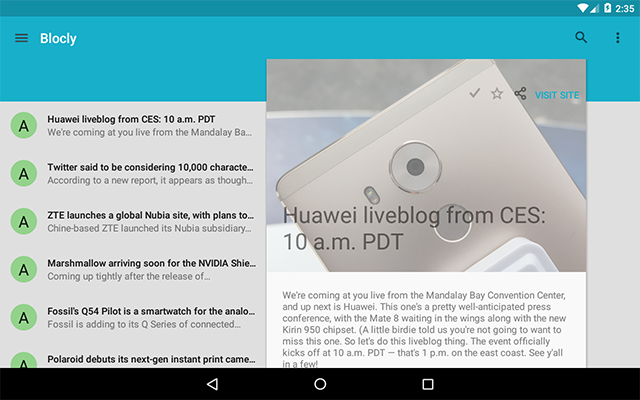 2:35
Blocly
VISIT SITE
A
Huawei liveblog from CES: 10 a.m. PDT
We're coming at you live from the Mandalay Ba…
A
Twitter said to be considering 10,000 characte…
According to a new report, it appears as though…
A
ZTE launches a global Nubia site, with plans to…
Chinese-based ZTE launched its Nubia subsidiary…
A
Marshmallow arriving soon for the NVIDIA Shie…
Coming up tightly after the release of…
A
Fossil's Q54 Pilot is a smartwatch for the analo…
Fossil is adding to its Q Series of connected…
A
Polaroid debuts its next-gen instant print came…
Huawei liveblog from CES:
10 a.m. PDT
We're coming at you live from the Mandalay Bay Convention Center,
and up next is Huawei. This one's a pretty well-anticipated press
conference, with the Mate 8 waiting in the wings along with the new
Kirin 950 chipset. (A little birdie told us you're not going to want to
miss this one. So let's do this liveblog thing. The event officially
kicks off at 10 a.m. PDT — that's 1 p.m. on the east coast. See y'all
in a few!